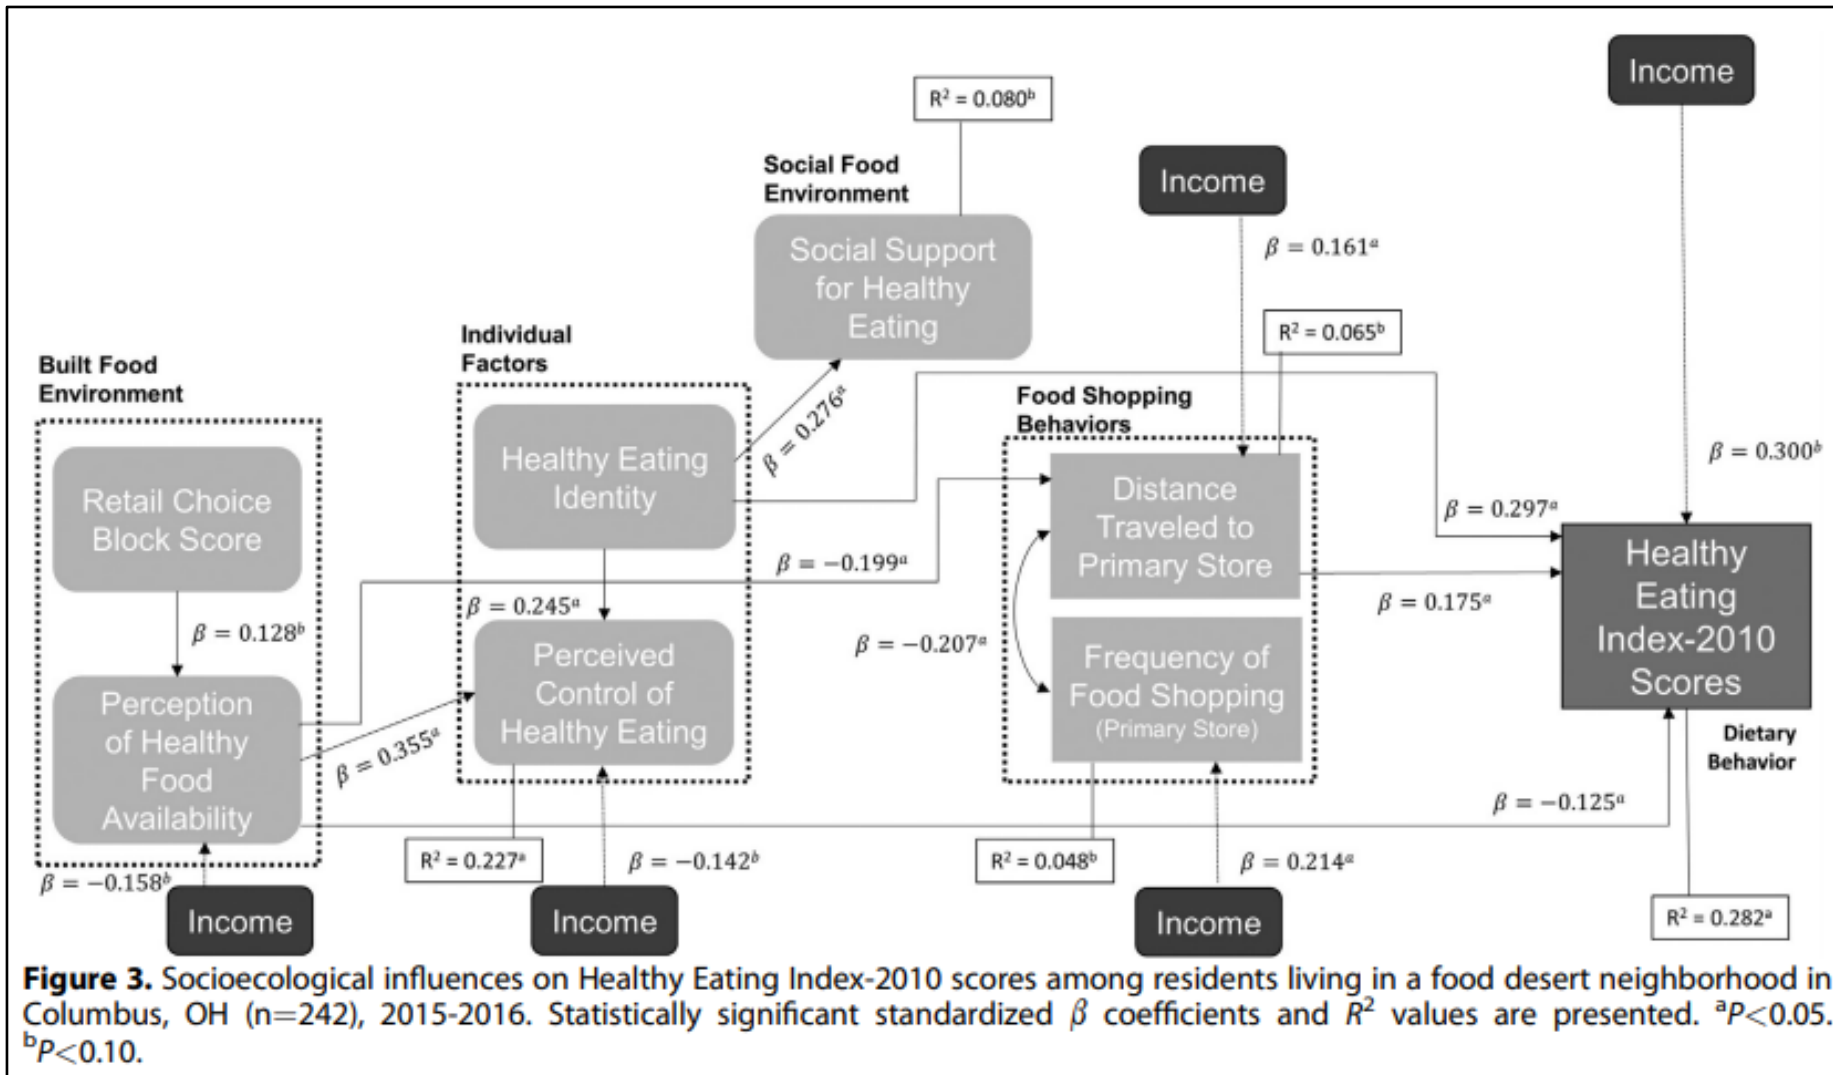 Income
R² = 0.080ᵇ
Social Food
Environment
Income
Social Support
for Healthy
Eating
β = 0.161ᵃ
R² = 0.065ᵇ
Individual
Factors
Built Food
Environment
β = 0.276ᵃ
Food Shopping
Behaviors
Healthy Eating
Identity
β = 0.300ᵇ
Retail Choice
Block Score
Distance
Traveled to
Primary Store
β = 0.297ᵃ
β = −0.199ᵃ
Healthy
Eating
Index-2010
Scores
β = 0.245ᵃ
β = 0.175ᵃ
β = 0.128ᵇ
β = −0.207ᵃ
Perceived
Control of
Healthy Eating
Frequency of
Food Shopping
(Primary Store)
Perception
of Healthy
Food
Availability
β = 0.355ᵃ
Dietary
Behavior
β = −0.125ᵃ
R² = 0.227ᵃ
β = −0.142ᵇ
R² = 0.048ᵇ
β = 0.214ᵃ
β = −0.158ᵇ
Income
Income
Income
R² = 0.282ᵃ
Figure 3. Socioecological influences on Healthy Eating Index-2010 scores among residents living in a food desert neighborhood in
Columbus, OH (n=242), 2015-2016. Statistically significant standardized β coefficients and R² values are presented. ᵃP<0.05.
ᵇP<0.10.